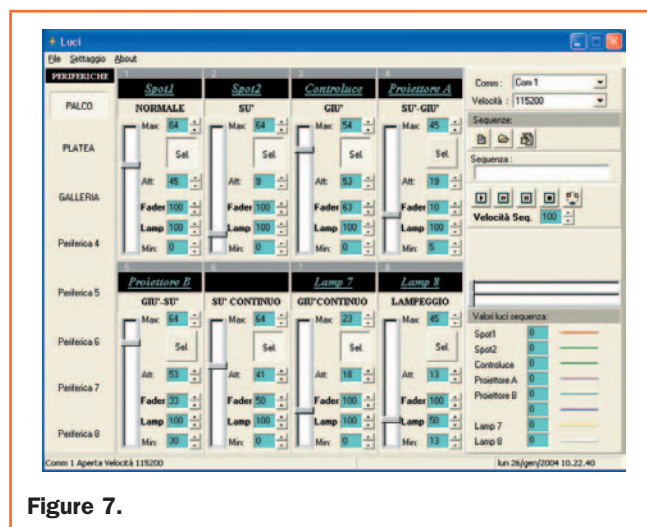 Luci
File Settaggio About
PERIFERICHE
PALCO
PLATEA
GALLERIA
Periferica 4
Periferica 5
Periferica 6
Periferica 7
Periferica 8
1
Spot1
NORMALE
Max: 64
Sel.
Att: 45
Fader 100
Lamp 100
Min: 0
2
Spot2
SU'
Max: 64
Sel.
Att: 9
Fader 100
Lamp 100
Min: 0
3
Controluce
GIU'
Max: 54
Sel.
Att: 53
Fader 63
Lamp 100
Min: 0
4
Proiettore A
SU'-GIU'
Max: 45
Sel.
Att: 19
Fader 10
Lamp 100
Min: 5
5
Proiettore B
GIU'-SU'
Max: 64
Sel.
Att: 53
Fader 33
Lamp 100
Min: 30
6
SU' CONTINUO
Max: 64
Sel.
Att: 41
Fader 50
Lamp 100
Min: 0
7
Lamp 7
GIU'CONTINUO
Max: 23
Sel.
Att: 18
Fader 100
Lamp 100
Min: 0
8
Lamp 8
LAMPEGGIO
Max: 45
Sel.
Att: 13
Fader 100
Lamp 50
Min: 13
Comm : Com 1
Velocità : 115200
Sequenze:
Sequenza :
Velocità Seq. 100
Valori luci sequenza:
Spot1 0
Spot2 0
Controluce 0
Proiettore A 0
Proiettore B 0
0
Lamp 7 0
Lamp 8 0
Comm 1 Aperta Velocità 115200
lun 26/gen/2004 10.22.40
Figure 7.